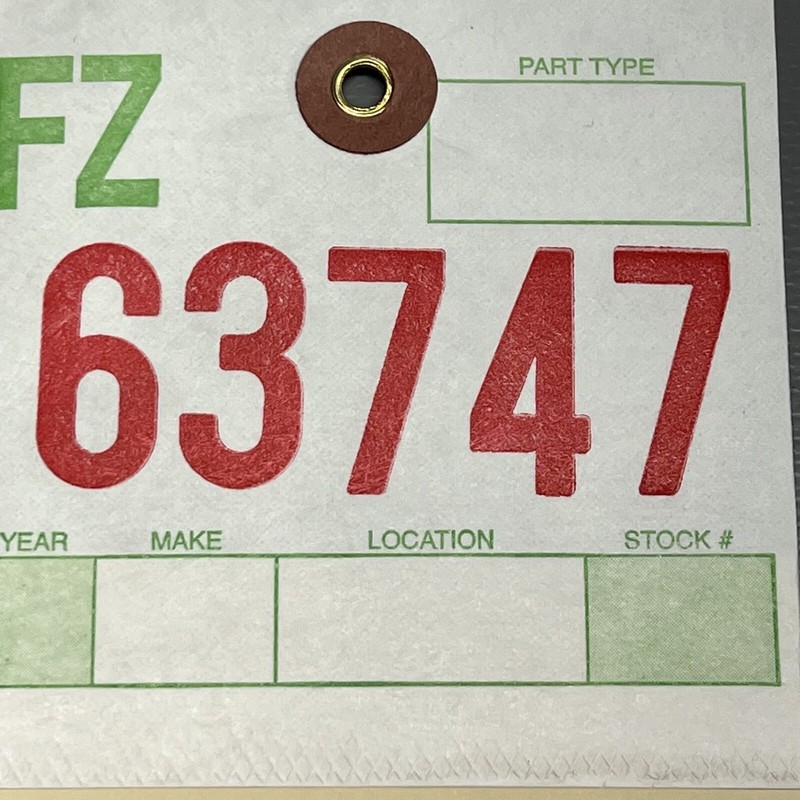 PART TYPE
FZ
63747
YEAR MAKE LOCATION STOCK #